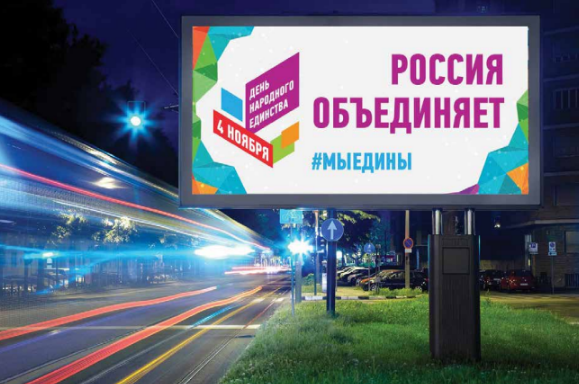 ДЕНЬ
НАРОДНОГО
ЕДИНСТВА
4 НОЯБРЯ
РОССИЯ
ОБЪЕДИНЯЕТ
#МЫЕДИНЫ